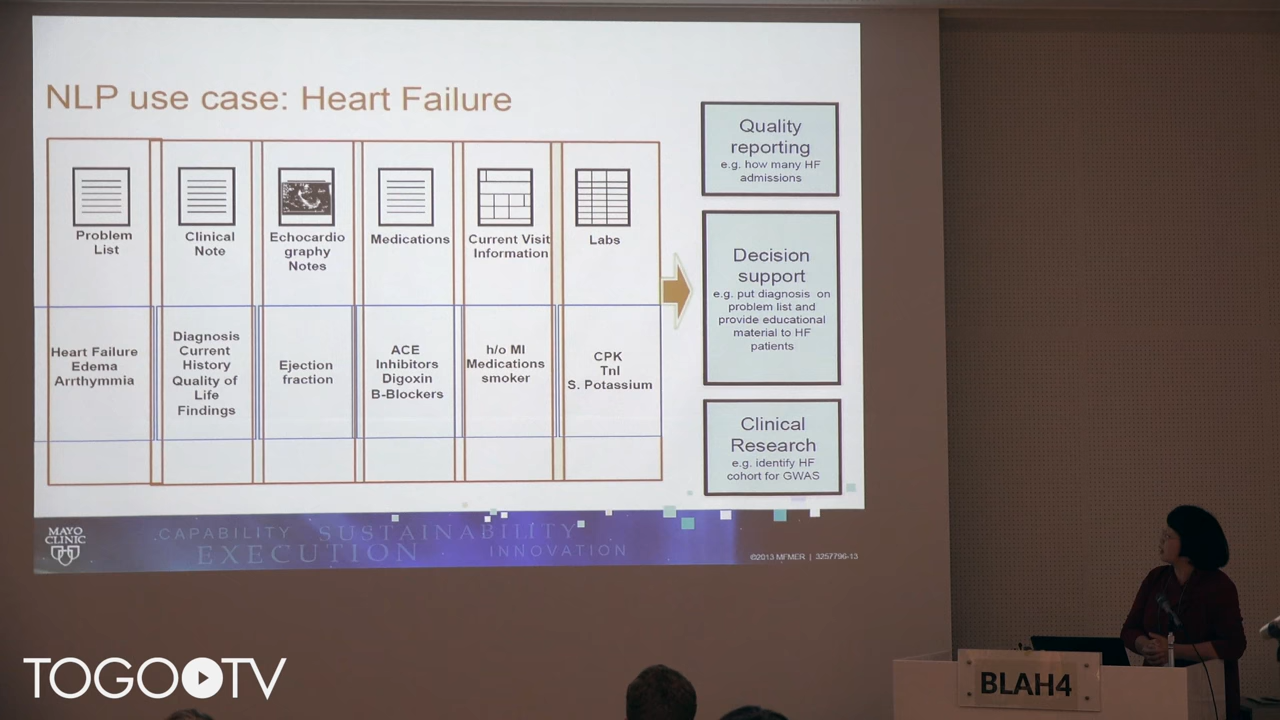 NLP use case: Heart Failure
Problem
List
Clinical
Note
Echocardio
graphy
Notes
Medications
Current Visit
Information
Labs
Heart Failure
Edema
Arrthymmia
Diagnosis
Current
History
Quality of
Life
Findings
Ejection
fraction
ACE
Inhibitors
Digoxin
B-Blockers
h/o MI
Medications
smoker
CPK
TnI
S. Potassium
Quality
reporting
e.g. how many HF
admissions
Decision
support
e.g. put diagnosis on
problem list and
provide educational
material to HF
patients
Clinical
Research
e.g. identify HF
cohort for GWAS
MAYO
CLINIC
CAPABILITY SUSTAINABILITY
EXECUTION INNOVATION
©2013 MFMER | 3257796-13
TOGOTV
BLAH4